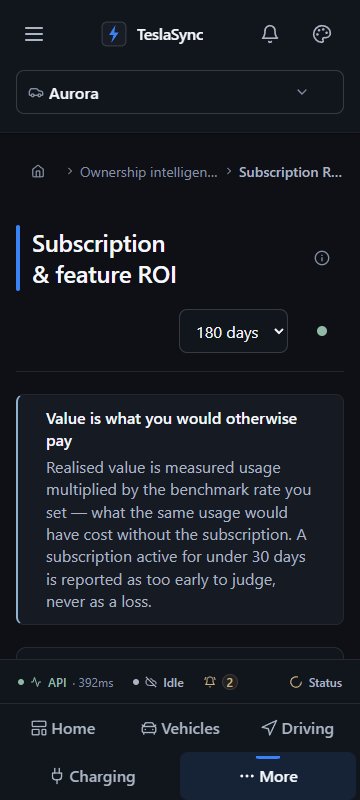 TeslaSync
Aurora
Ownership intelligen... Subscription R...
Subscription
& feature ROI
180 days
Value is what you would otherwise
pay
Realised value is measured usage
multiplied by the benchmark rate you
set — what the same usage would
have cost without the subscription. A
subscription active for under 30 days
is reported as too early to judge,
never as a loss.
API · 392ms Idle 2 Status
Home Vehicles Driving
Charging More